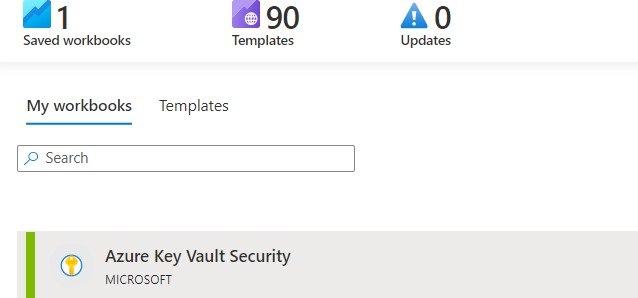 1 90 0
Saved workbooks Templates Updates
My workbooks Templates
Search
Azure Key Vault Security
MICROSOFT